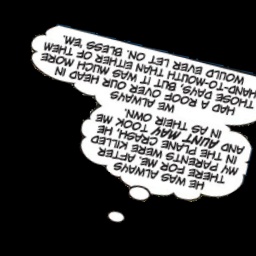 HE WAS ALWAYS
THERE FOR ME. AFTER
MY PARENTS WERE KILLED
IN THE PLANE CRASH, HE
AND AUNT MAY TOOK ME
IN AS THEIR OWN.
WE ALWAYS
HAD A ROOF OVER OUR HEAD IN
THOSE DAYS, BUT IT WAS MUCH MORE
HAND-TO-MOUTH THAN EITHER OF THEM
WOULD EVER LET ON, BLESS 'EM.